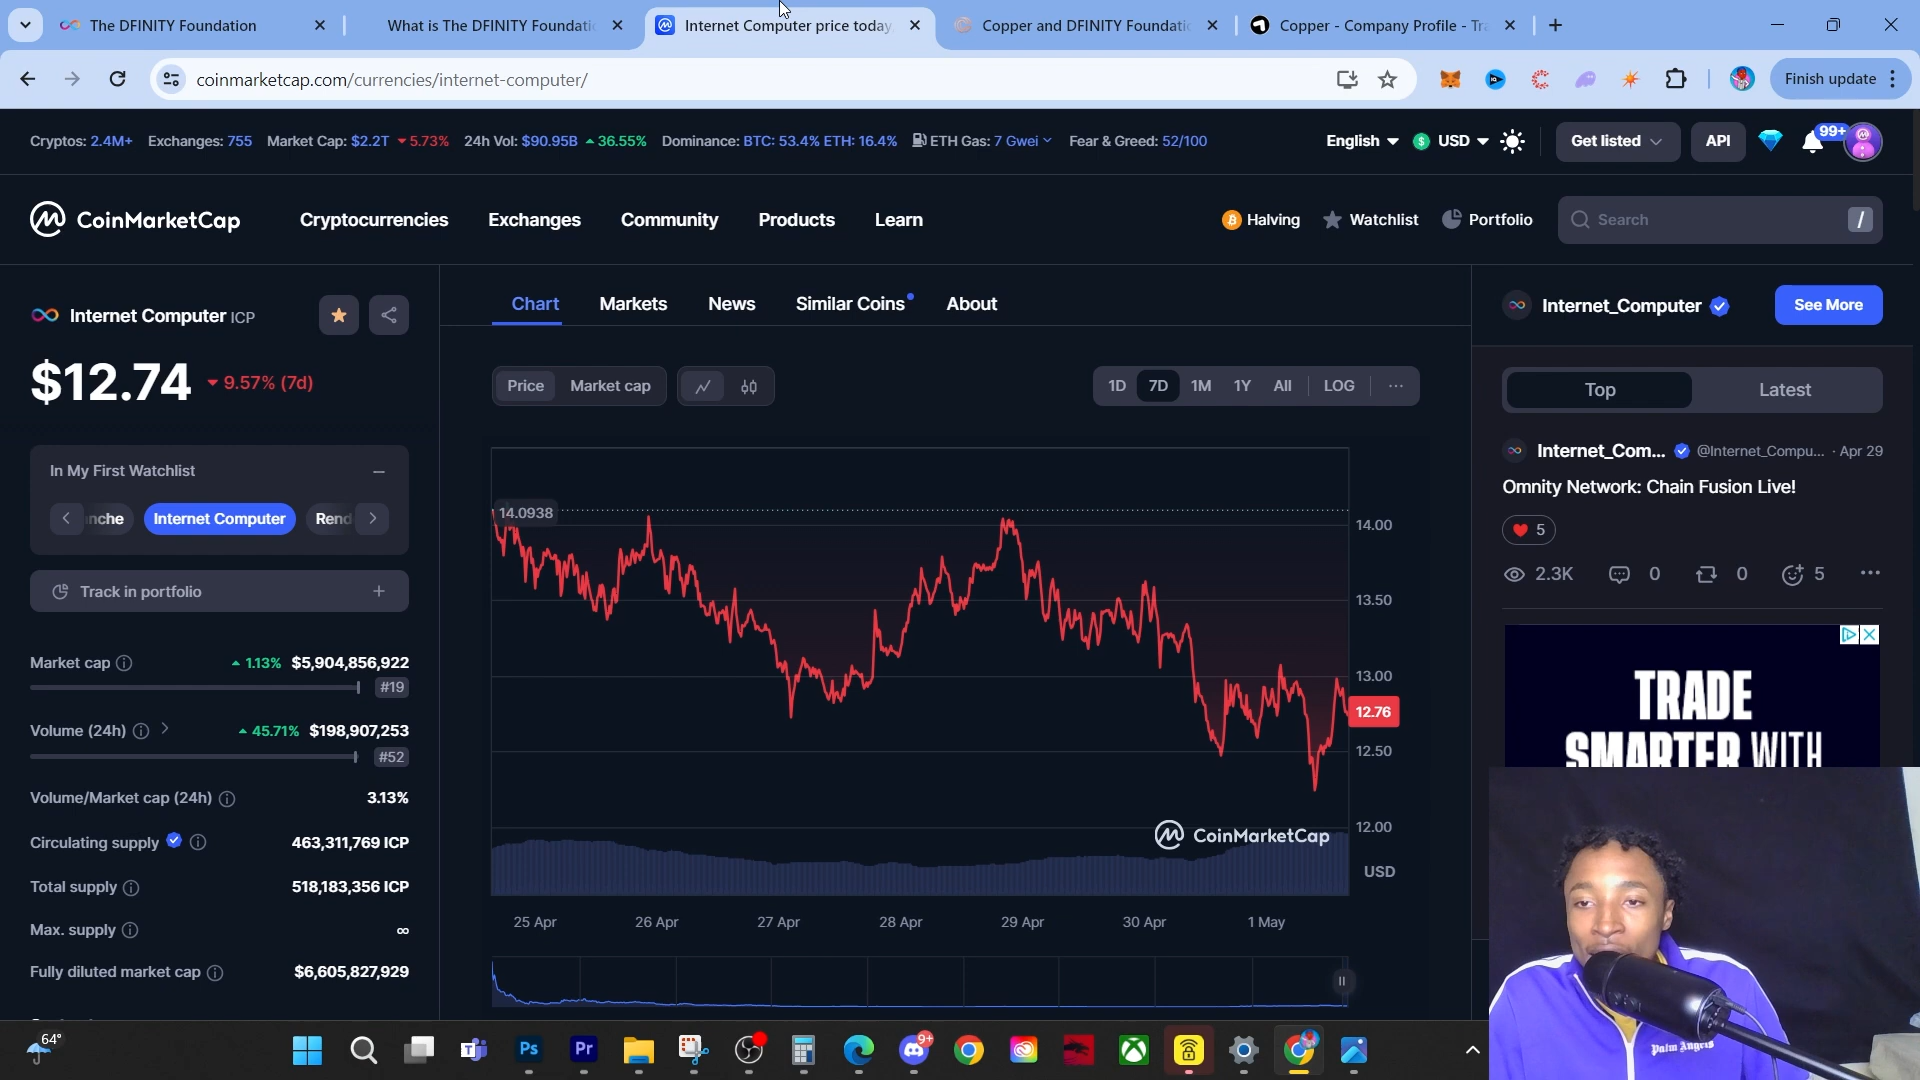 The DFINITY Foundation
What is The DFINITY Foundatic
Internet Computer price today,
Copper and DFINITY Foundatic
Copper - Company Profile - Tra
coinmarketcap.com/currencies/internet-computer/
Finish update
Cryptos: 2.4M+ Exchanges: 755 Market Cap: $2.2T 5.73% 24h Vol: $90.95B 36.55% Dominance: BTC: 53.4% ETH: 16.4% ETH Gas: 7 Gwei Fear & Greed: 52/100
English USD Get listed API 99+
CoinMarketCap
Cryptocurrencies Exchanges Community Products Learn
Halving Watchlist Portfolio Search /
Internet Computer ICP
$12.74 9.57% (7d)
In My First Watchlist
nche Internet Computer Rend
Track in portfolio
Market cap 1.13% $5,904,856,922
#19
Volume (24h) 45.71% $198,907,253
#52
Volume/Market cap (24h) 3.13%
Circulating supply 463,311,769 ICP
Total supply 518,183,356 ICP
Max. supply ∞
Fully diluted market cap $6,605,827,929
Chart Markets News Similar Coins About
Price Market cap
1D 7D 1M 1Y All LOG
14.0938
14.00
13.50
13.00
12.76
12.50
12.00
USD
CoinMarketCap
25 Apr 26 Apr 27 Apr 28 Apr 29 Apr 30 Apr 1 May
Internet_Computer See More
Top Latest
Internet_Com... @Internet_Compu... · Apr 29
Omnity Network: Chain Fusion Live!
5
2.3K 0 0 5
TRADE
SMARTER WITH
Palm Angels
64°
Ps Pr 9+